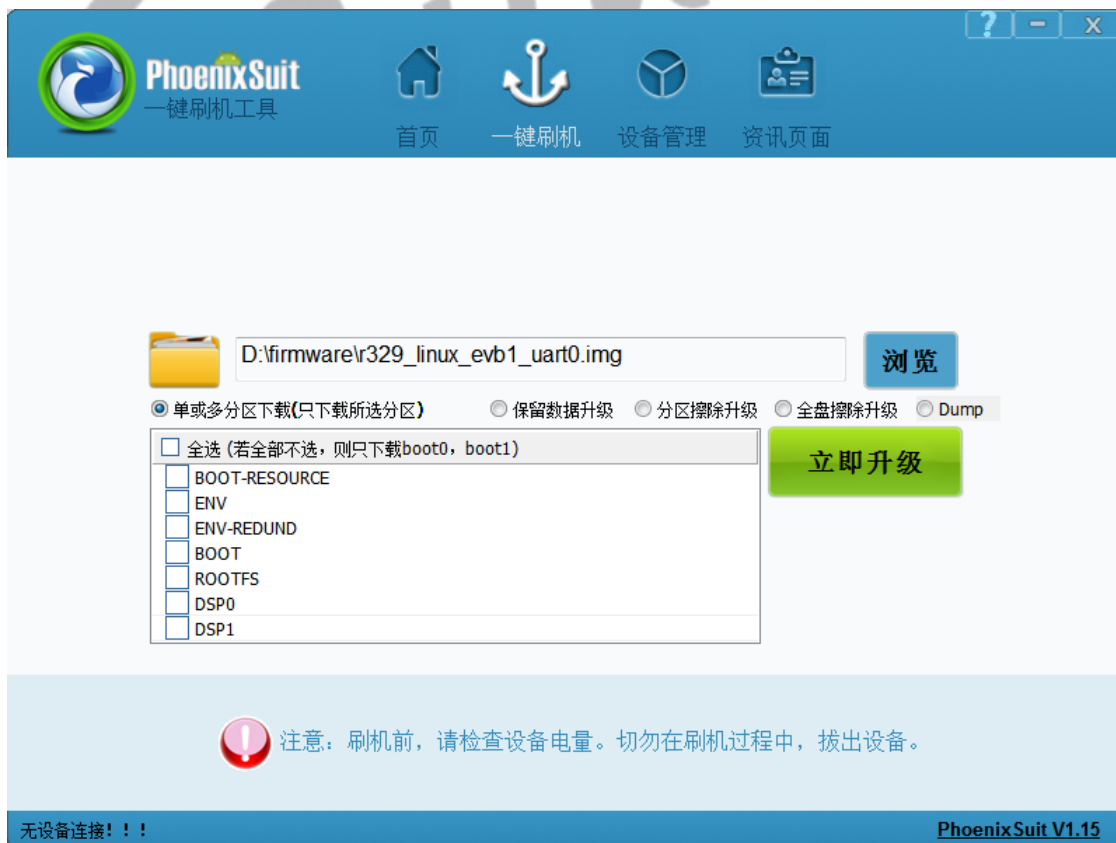 ? - X
PhoenixSuit
一键刷机工具
首页 一键刷机 设备管理 资讯页面
D:\firmware\r329_linux_evb1_uart0.img
浏览
单或多分区下载(只下载所选分区) 保留数据升级 分区擦除升级 全盘擦除升级 Dump
全选 (若全部不选，则只下载boot0，boot1)
立即升级
BOOT-RESOURCE
ENV
ENV-REDUND
BOOT
ROOTFS
DSP0
DSP1
注意：刷机前，请检查设备电量。切勿在刷机过程中，拔出设备。
无设备连接！！！ PhoenixSuit V1.15